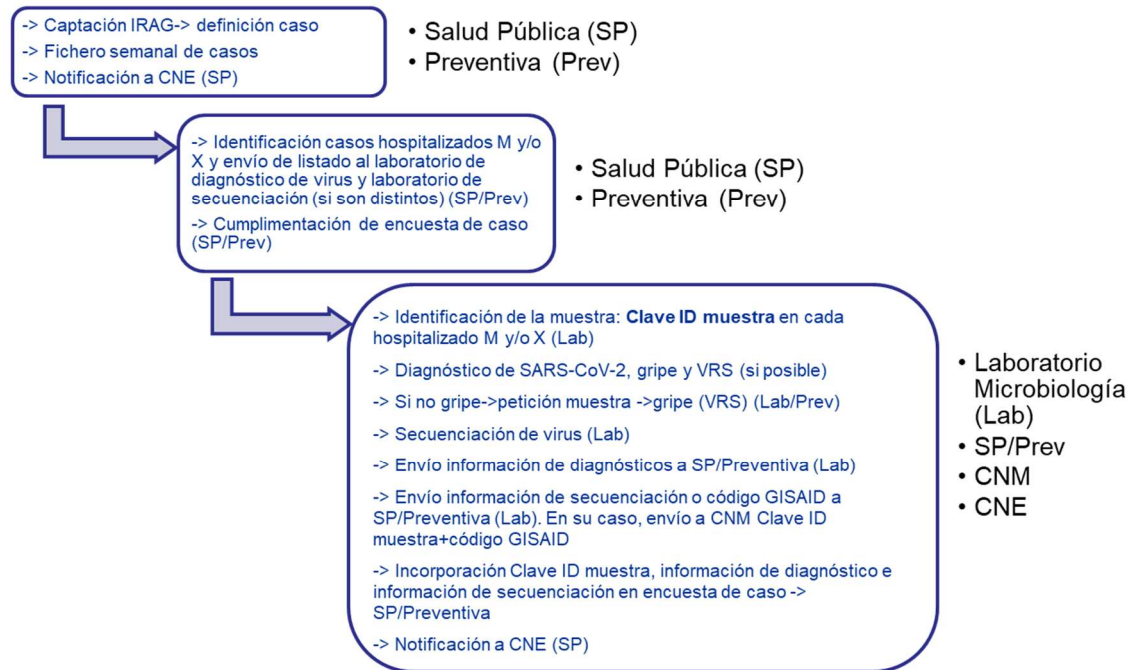 -> Captación IRAG-> definición caso
-> Fichero semanal de casos
-> Notificación a CNE (SP)
• Salud Pública (SP)
• Preventiva (Prev)
-> Identificación casos hospitalizados M y/o
X y envío de listado al laboratorio de
diagnóstico de virus y laboratorio de
secuenciación (si son distintos) (SP/Prev)
-> Cumplimentación de encuesta de caso
(SP/Prev)
• Salud Pública (SP)
• Preventiva (Prev)
-> Identificación de la muestra: Clave ID muestra en cada
hospitalizado M y/o X (Lab)
-> Diagnóstico de SARS-CoV-2, gripe y VRS (si posible)
-> Si no gripe->petición muestra ->gripe (VRS) (Lab/Prev)
-> Secuenciación de virus (Lab)
-> Envío información de diagnósticos a SP/Preventiva (Lab)
-> Envío información de secuenciación o código GISAID a
SP/Preventiva (Lab). En su caso, envío a CNM Clave ID
muestra+código GISAID
-> Incorporación Clave ID muestra, información de diagnóstico e
información de secuenciación en encuesta de caso ->
SP/Preventiva
-> Notificación a CNE (SP)
• Laboratorio
Microbiología
(Lab)
• SP/Prev
• CNM
• CNE